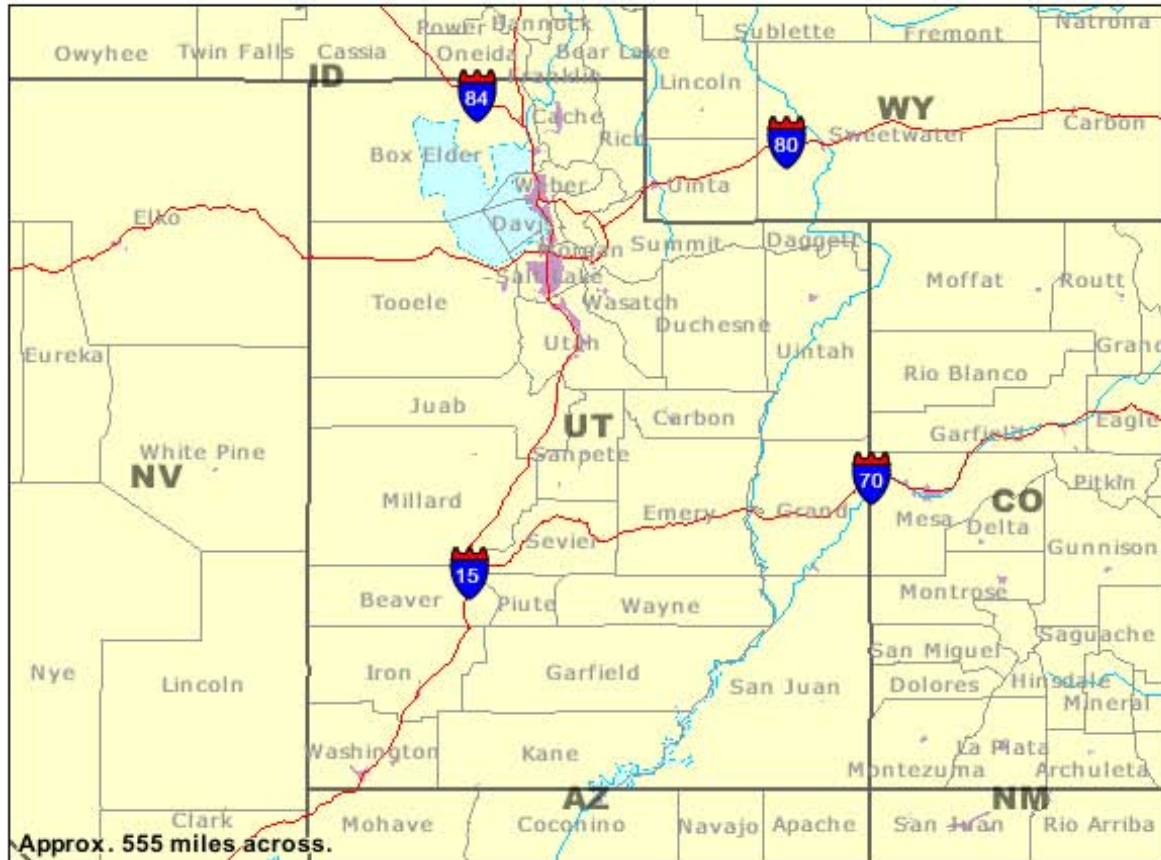 Power
Bannock
Natrona
Owyhee
Twin Falls
Cassia
Oneida
Bear Lake
Sublette
Fremont
ID
Franklin
Lincoln
84
WY
Cache
Carbon
Rich
80
Sweetwater
Box Elder
Weber
Uinta
Elko
Davis
Morgan
Summit
Daggett
Salt Lake
Moffat
Routt
Tooele
Wasatch
Duchesne
Utah
Uintah
Eureka
Grand
Rio Blanco
Juab
Carbon
UT
Garfield
Eagle
White Pine
Sanpete
NV
70
Pitkin
Millard
CO
Emery
Grand
Mesa
Delta
Sevier
Gunnison
15
Beaver
Piute
Wayne
Montrose
Saguache
San Miguel
Nye
Iron
Garfield
Lincoln
San Juan
Dolores
Hinsdale
Mineral
Washington
Kane
La Plata
Montezuma
Archuleta
AZ
NM
Clark
Mohave
Coconino
Navajo
Apache
San Juan
Rio Arriba
Approx. 555 miles across.